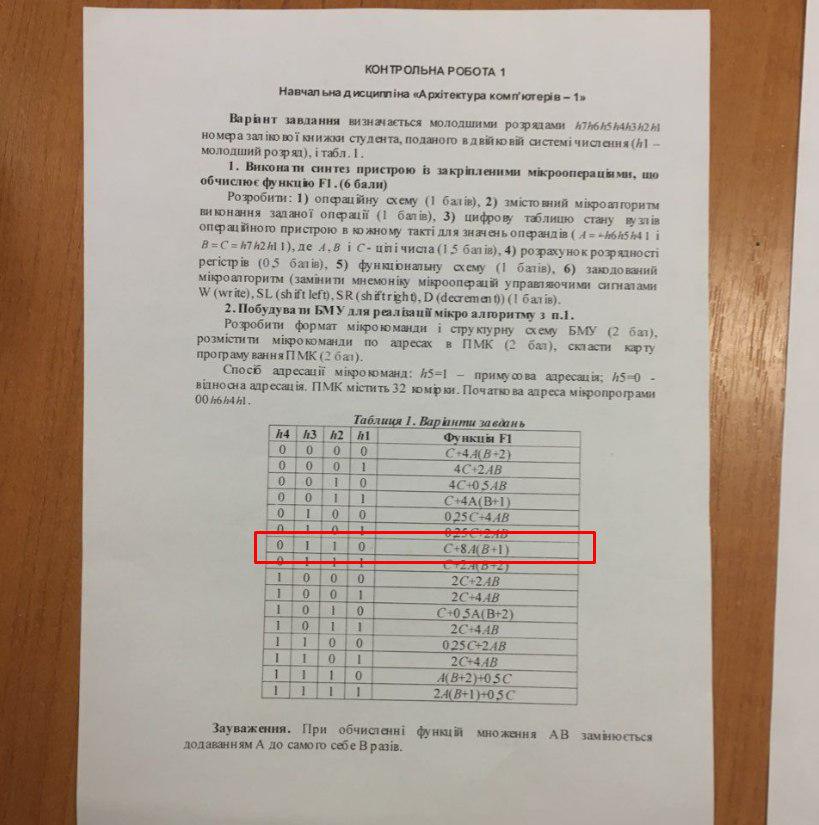 КОНТРОЛЬНА РОБОТА 1
Навчальна дисципліна «Архітектура комп'ютерів – 1»
Варіант завдання визначається молодшими розрядами h7h6h5h4h3h2h1
номера залікової книжки студента, поданого в двійковій системі числення (h1 –
молодший розряд), і табл. 1.
1. Виконати синтез пристрою із закріпленими мікроопераціями, що
обчислює функцію F1. (6 бали)
Розробити: 1) операційну схему (1 балів), 2) змістовний мікроалгоритм
виконання заданої операції (1 балів), 3) цифрову таблицю стану вузлів
операційного пристрою в кожному такті для значень операндів ( A = +h6h5h4 1 і
B = C = h7h2h1 1), де A, B і C - цілі числа (1,5 балів), 4) розрахунок розрядності
регістрів (0,5 балів), 5) функціональну схему (1 балів), 6) закодований
мікроалгоритм (замінити мнемоніку мікрооперацій управляючими сигналами
W (write), SL (shift left), SR (shift right), D (decrement)) (1 балів).
2. Побудувати БМУ для реалізації мікро алгоритму з п.1.
Розробити формат мікрокоманди і структурну схему БМУ (2 бал),
розмістити мікрокоманди по адресах в ПМК (2 бал), скласти карту
програмування ПМК (2 бал).
Спосіб адресації мікрокоманд: h5=1 – примусова адресація; h5=0 -
відносна адресація. ПМК містить 32 комірки. Початкова адреса мікропрограми
00h6h4h1.
Таблиця 1. Варіанти завдань
h4 h3 h2 h1 Функція F1
0 0 0 0 C+4A(B+2)
0 0 0 1 4C+2AB
0 0 1 0 4C+0,5AB
0 0 1 1 C+4A(B+1)
0 1 0 0 0,25C+4AB
0 1 0 1 0,25C+2AB
0 1 1 0 C+8A(B+1)
0 1 1 1 C+2A(B+2)
1 0 0 0 2C+2AB
1 0 0 1 2C+4AB
1 0 1 0 C+0,5A(B+2)
1 0 1 1 2C+4AB
1 1 0 0 0,25C+2AB
1 1 0 1 2C+4AB
1 1 1 0 A(B+2)+0,5C
1 1 1 1 2A(B+1)+0,5C
Зауваження. При обчисленні функцій множення АВ замінюється
додаванням А до самого себе В разів.